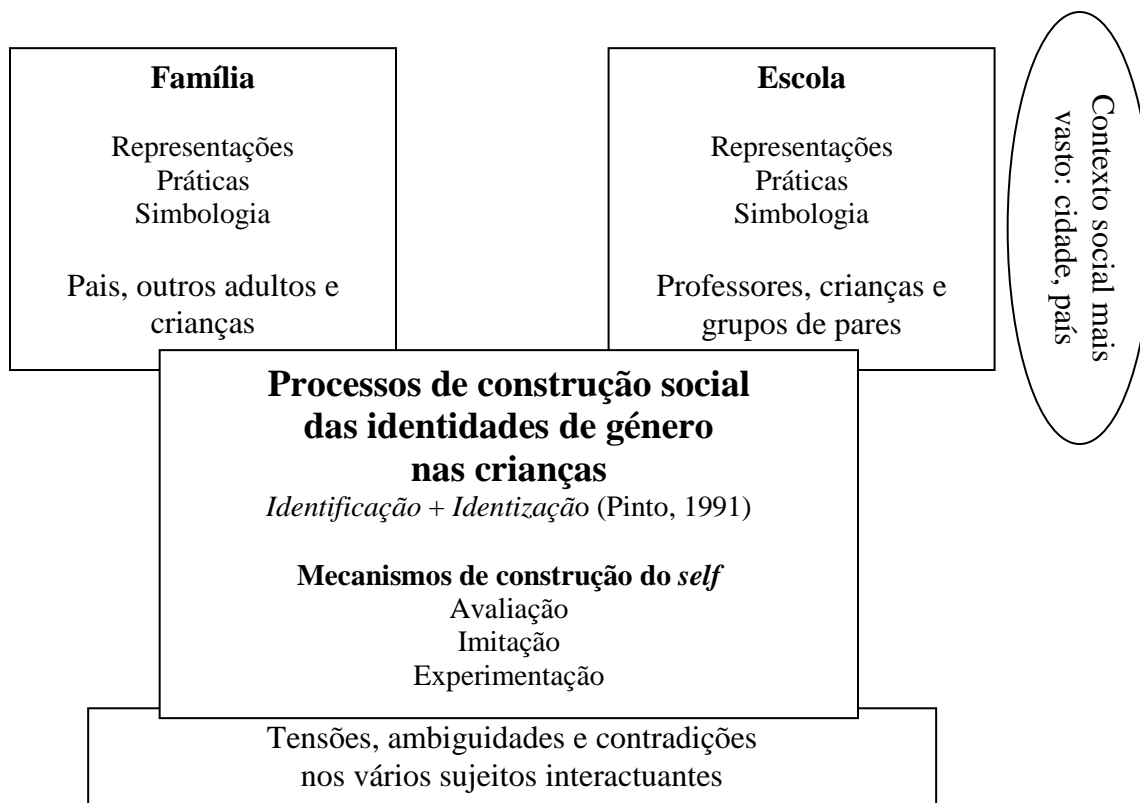 Família
Representações
Práticas
Simbologia
Pais, outros adultos e
crianças
Escola
Representações
Práticas
Simbologia
Professores, crianças e
grupos de pares
Contexto social mais
vasto: cidade, país
Processos de construção social
das identidades de género
nas crianças
Identificação + Identização (Pinto, 1991)
Mecanismos de construção do self
Avaliação
Imitação
Experimentação
Tensões, ambiguidades e contradições
nos vários sujeitos interactuantes